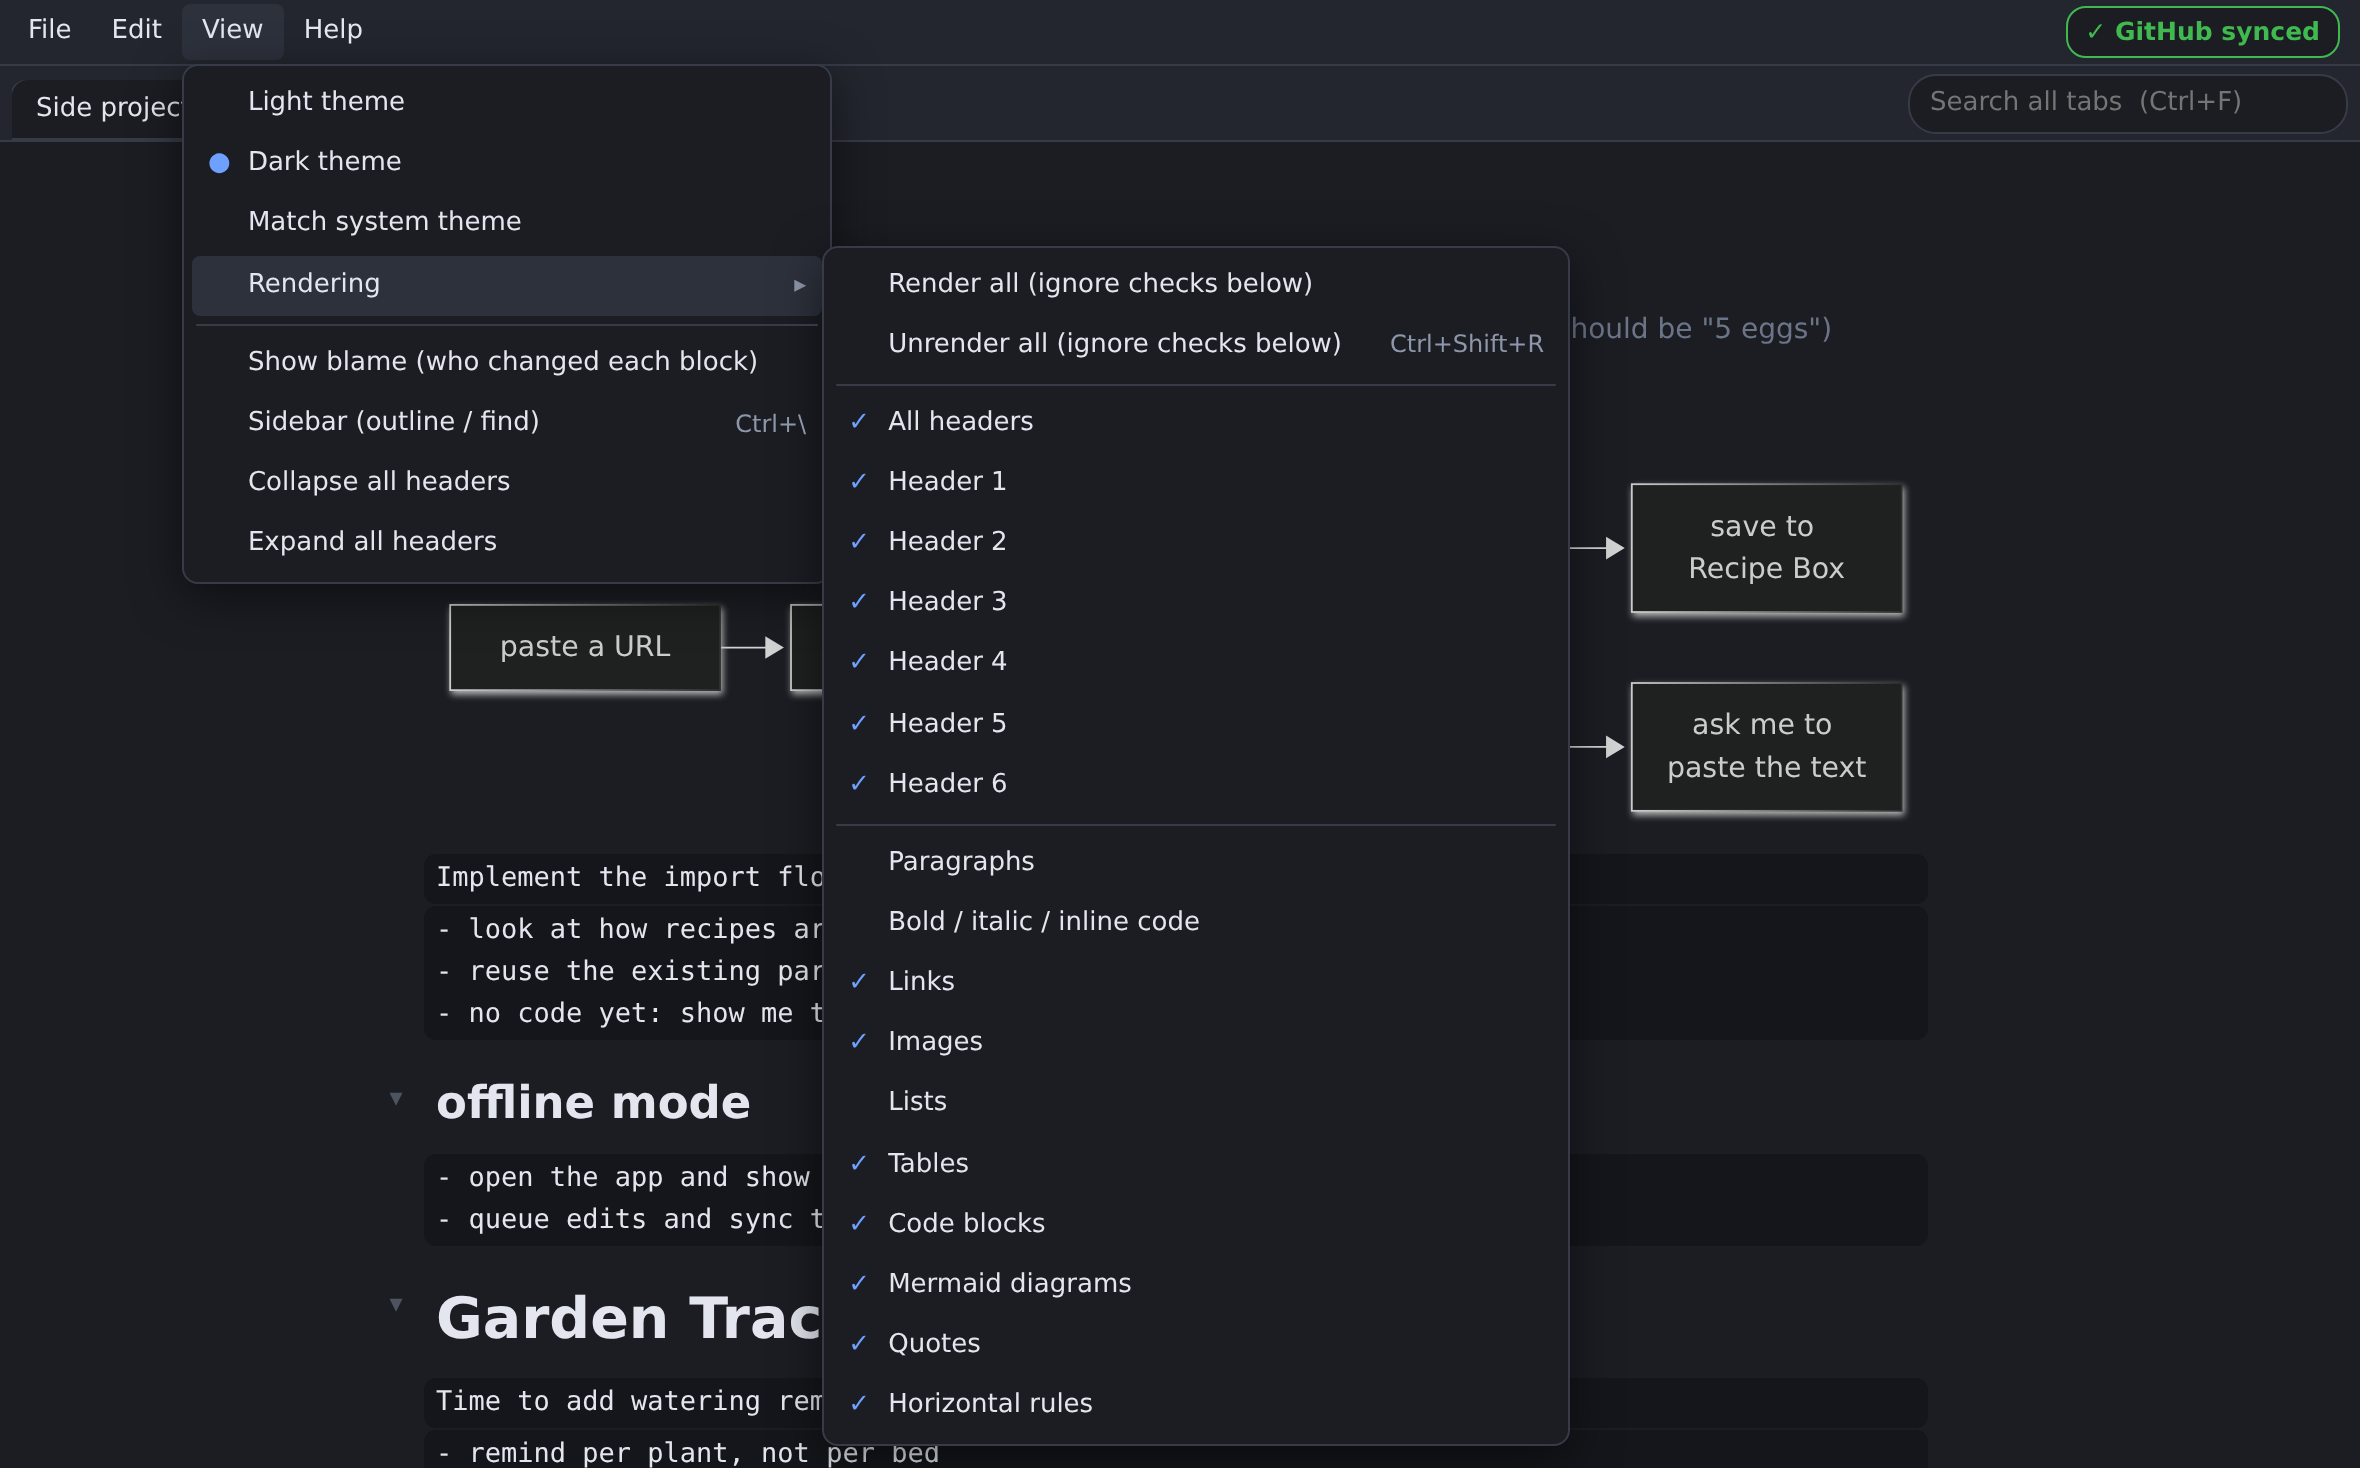 File Edit View Help
✓ GitHub synced
Side projec
Search all tabs (Ctrl+F)
Light theme
Dark theme
Match system theme
Rendering
Show blame (who changed each block)
Sidebar (outline / find) Ctrl+\
Collapse all headers
Expand all headers
Render all (ignore checks below)
Unrender all (ignore checks below) Ctrl+Shift+R
✓ All headers
✓ Header 1
✓ Header 2
✓ Header 3
✓ Header 4
✓ Header 5
✓ Header 6
Paragraphs
Bold / italic / inline code
✓ Links
✓ Images
Lists
✓ Tables
✓ Code blocks
✓ Mermaid diagrams
✓ Quotes
✓ Horizontal rules
hould be "5 eggs")
paste a URL
save to
Recipe Box
ask me to
paste the text
Implement the import flo
- look at how recipes ar
- reuse the existing par
- no code yet: show me t
offline mode
- open the app and show
- queue edits and sync t
Garden Trac
Time to add watering rem
- remind per plant, not per bed